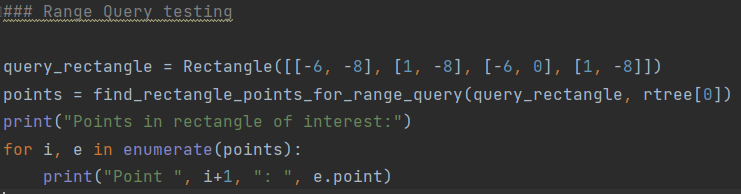 ### Range Query testing
query_rectangle = Rectangle([[-6, -8], [1, -8], [-6, 0], [1, -8]])
points = find_rectangle_points_for_range_query(query_rectangle, rtree[0])
print("Points in rectangle of interest:")
for i, e in enumerate(points):
    print("Point ", i+1, ": ", e.point)